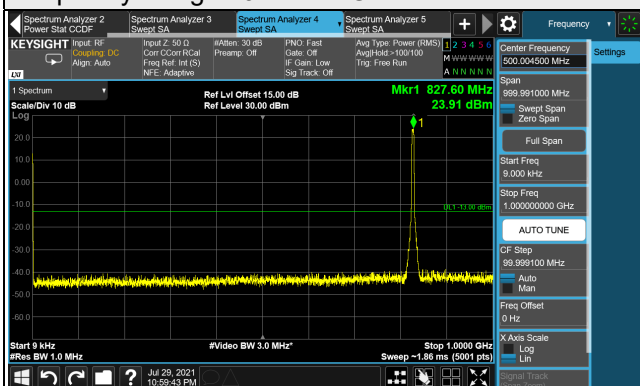 Spectrum Analyzer 2
Power Stat CCDF
Spectrum Analyzer 3
Swept SA
Spectrum Analyzer 4
Swept SA
Spectrum Analyzer 5
Swept SA
+
Frequency
KEYSIGHT
Input: RF
Coupling: DC
Align: Auto
Input Z: 50 Ω
Corr CCorr RCal
Freq Ref: Int (S)
NFE: Adaptive
#Atten: 30 dB
Preamp: Off
PNO: Fast
Gate: Off
IF Gain: Low
Sig Track: Off
Avg Type: Power (RMS)
Avg|Hold:>100/100
Trig: Free Run
1 2 3 4 5 6
M W W W W W
A N N N N N
LXI
1 Spectrum
Scale/Div 10 dB
Log
Ref Lvl Offset 15.00 dB
Ref Level 30.00 dBm
Mkr1 827.60 MHz
23.91 dBm
1
20.0
10.0
0.00
-10.0
-20.0
-30.0
-40.0
-50.0
-60.0
UL1 -13.00 dBm
Start 9 kHz
#Res BW 1.0 MHz
#Video BW 3.0 MHz*
Stop 1.0000 GHz
Sweep ~1.86 ms (5001 pts)
Center Frequency
500.004500 MHz
Settings
Span
999.991000 MHz
Swept Span
Zero Span
Full Span
Start Freq
9.000 kHz
Stop Freq
1.000000000 GHz
AUTO TUNE
CF Step
99.999100 MHz
Auto
Man
Freq Offset
0 Hz
X Axis Scale
Log
Lin
Signal Track
?
Jul 29, 2021
10:59:43 PM